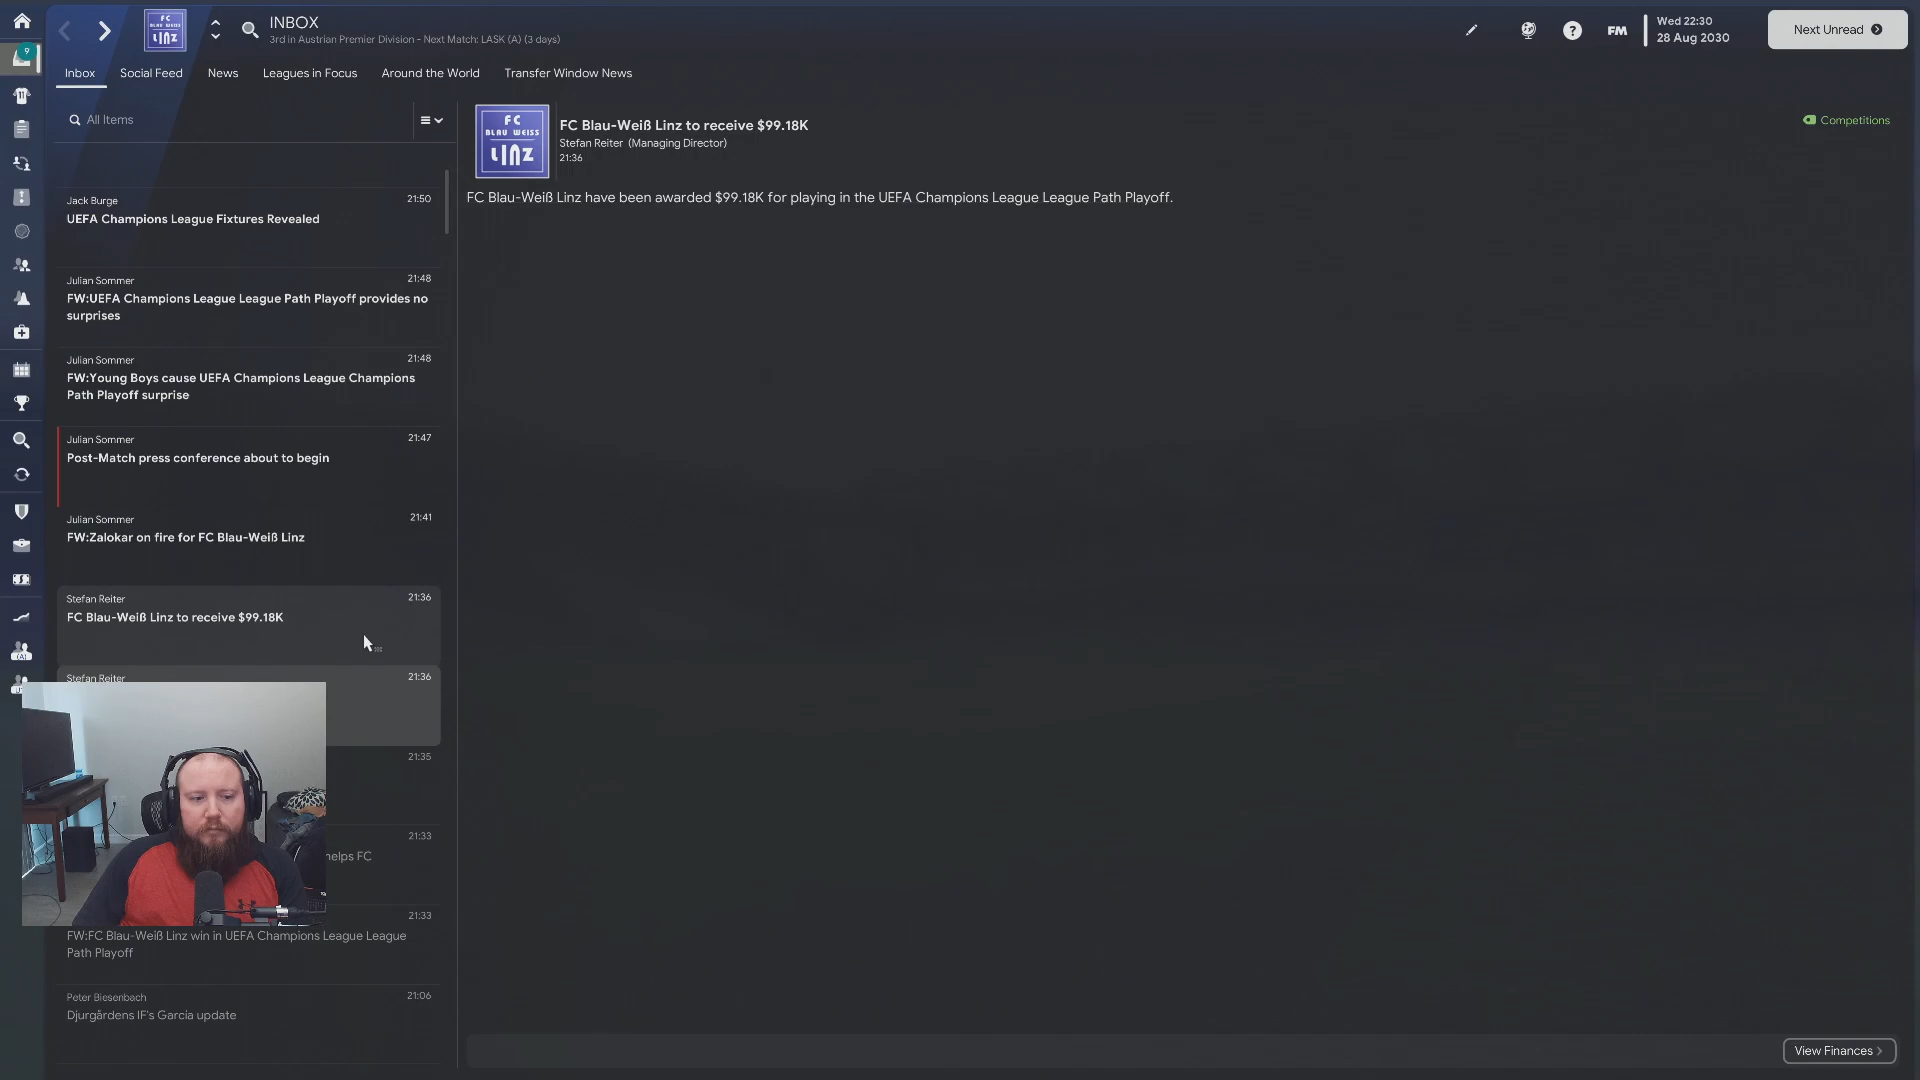 9
FC
BLAU WEISS
LINZ
INBOX
3rd in Austrian Premier Division - Next Match: LASK (A) (3 days)
FM
Wed 22:30
28 Aug 2030
Next Unread
Inbox
Social Feed
News
Leagues in Focus
Around the World
Transfer Window News
All Items
Jack Burge
21:50
UEFA Champions League Fixtures Revealed
Julian Sommer
21:48
FW:UEFA Champions League League Path Playoff provides no
surprises
Julian Sommer
21:48
FW:Young Boys cause UEFA Champions League Champions
Path Playoff surprise
Julian Sommer
21:47
Post-Match press conference about to begin
Julian Sommer
21:41
FW:Zalokar on fire for FC Blau-Weiß Linz
Stefan Reiter
21:36
FC Blau-Weiß Linz to receive $99.18K
Stefan Reiter
21:36
21:35
21:33
helps FC
21:33
FW:FC Blau-Weiß Linz win in UEFA Champions League League
Path Playoff
Peter Biesenbach
21:06
Djurgårdens IF's Garcia update
FC
BLAU WEISS
LINZ
FC Blau-Weiß Linz to receive $99.18K
Stefan Reiter (Managing Director)
21:36
Competitions
FC Blau-Weiß Linz have been awarded $99.18K for playing in the UEFA Champions League League Path Playoff.
View Finances